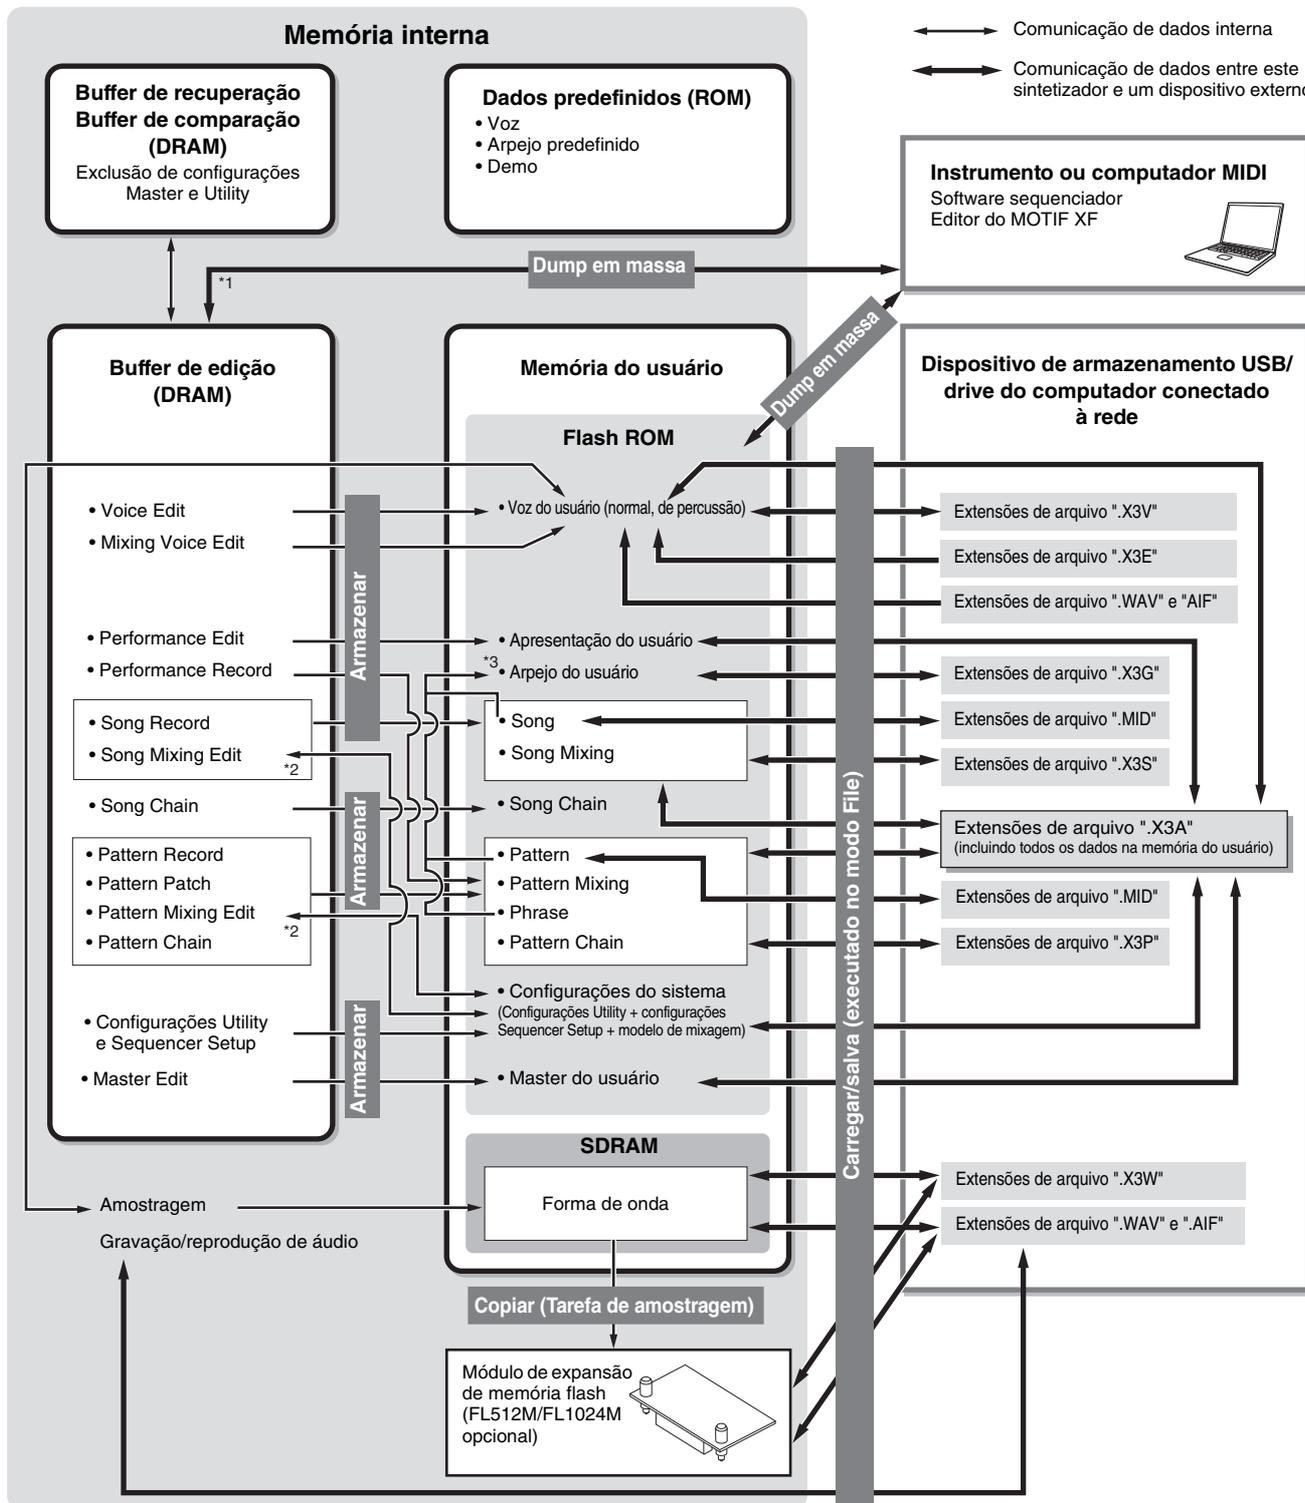 Memória interna
Comunicação de dados interna
Comunicação de dados entre este
sintetizador e um dispositivo externo
Buffer de recuperação
Buffer de comparação
(DRAM)
Exclusão de configurações
Master e Utility
Dados predefinidos (ROM)
• Voz
• Arpejo predefinido
• Demo
Instrumento ou computador MIDI
Software sequenciador
Editor do MOTIF XF
Dump em massa
*1
Dump em massa
Buffer de edição
(DRAM)
• Voice Edit
• Mixing Voice Edit
• Performance Edit
• Performance Record
• Song Record
• Song Mixing Edit
*2
• Song Chain
• Pattern Record
• Pattern Patch
• Pattern Mixing Edit
*2
• Pattern Chain
• Configurações Utility
e Sequencer Setup
• Master Edit
Armazenar
Armazenar
Armazenar
Memória do usuário
Flash ROM
• Voz do usuário (normal, de percussão)
• Apresentação do usuário
*3
• Arpejo do usuário
• Song
• Song Mixing
• Song Chain
• Pattern
• Pattern Mixing
• Phrase
• Pattern Chain
• Configurações do sistema
(Configurações Utility + configurações
Sequencer Setup + modelo de mixagem)
• Master do usuário
SDRAM
Forma de onda
Amostragem
Gravação/reprodução de áudio
Copiar (Tarefa de amostragem)
Módulo de expansão
de memória flash
(FL512M/FL1024M
opcional)
Carregar/salva (executado no modo File)
Dispositivo de armazenamento USB/
drive do computador conectado
à rede
Extensões de arquivo ".X3V"
Extensões de arquivo ".X3E"
Extensões de arquivo ".WAV" e "AIF"
Extensões de arquivo ".X3G"
Extensões de arquivo ".MID"
Extensões de arquivo ".X3S"
Extensões de arquivo ".X3A"
(incluindo todos os dados na memória do usuário)
Extensões de arquivo ".MID"
Extensões de arquivo ".X3P"
Extensões de arquivo ".X3W"
Extensões de arquivo ".WAV" e ".AIF"